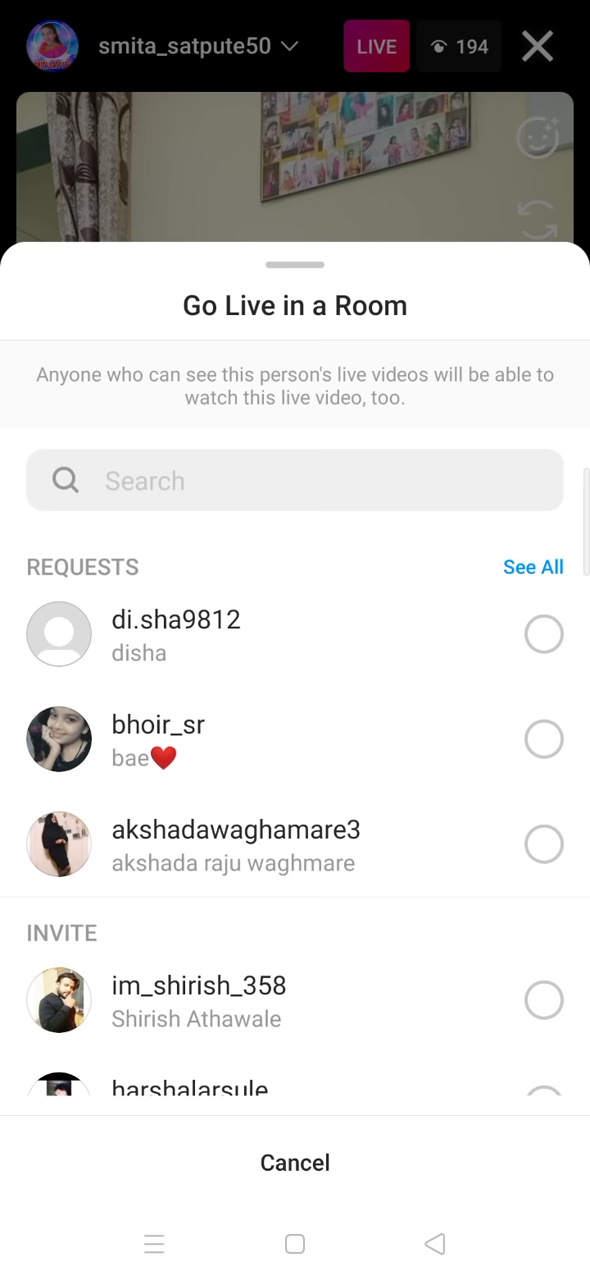 smita_satpute50
LIVE
194
Go Live in a Room
Anyone who can see this person's live videos will be able to
watch this live video, too.
Search
REQUESTS
See All
di.sha9812
disha
bhoir_sr
bae❤️
akshadawaghamare3
akshada raju waghmare
INVITE
im_shirish_358
Shirish Athawale
harshalarsule
Cancel